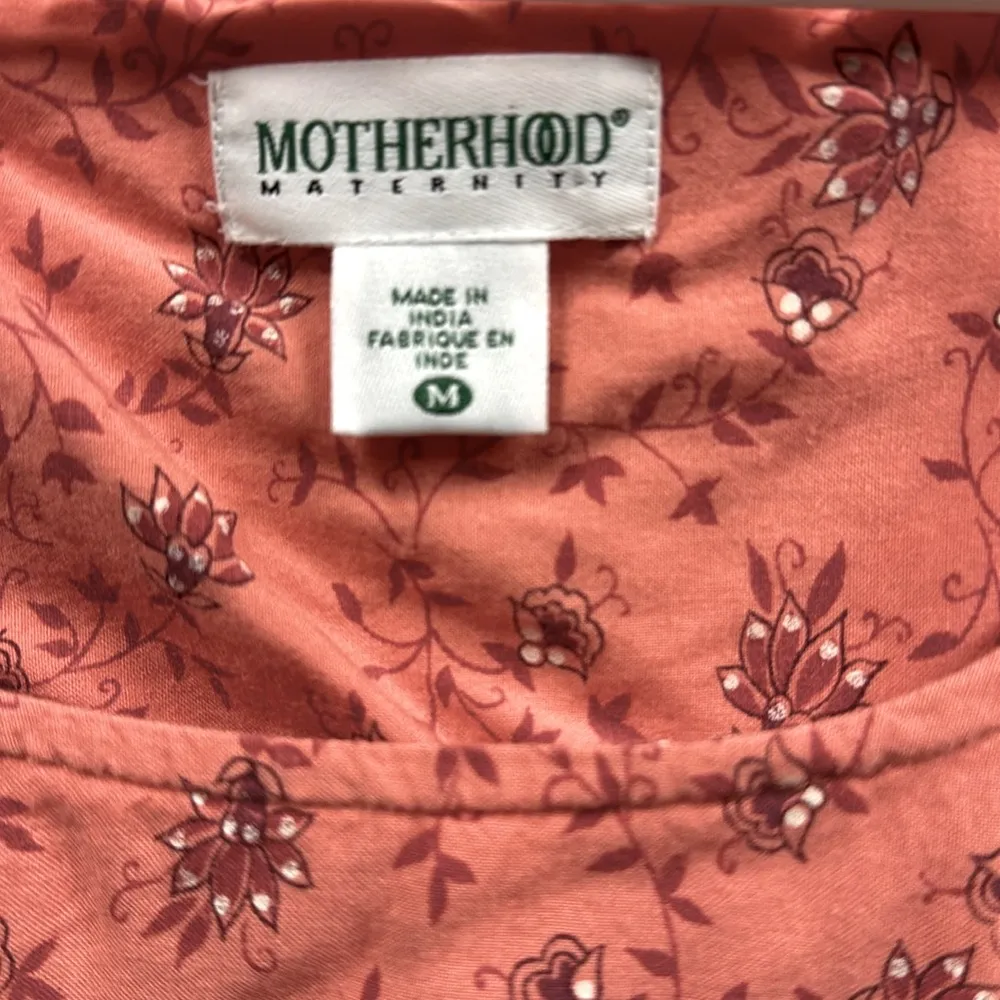 MOTHERHOOD®
MATERNITY
MADE IN
INDIA
FABRIQUE EN
INDE
M